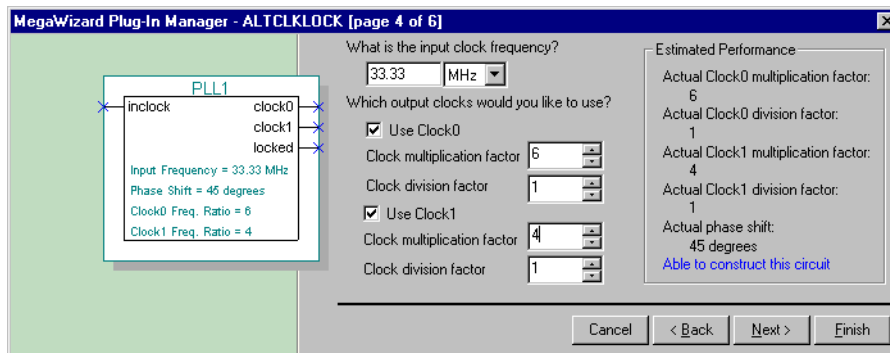 MegaWizard Plug-In Manager - ALTCLKLOCK [page 4 of 6]
PLL1
inclock
clock0
clock1
locked
Input Frequency = 33.33 MHz
Phase Shift = 45 degrees
Clock0 Freq. Ratio = 6
Clock1 Freq. Ratio = 4
What is the input clock frequency?
33.33 MHz
Which output clocks would you like to use?
Use Clock0
Clock multiplication factor 6
Clock division factor 1
Use Clock1
Clock multiplication factor 4
Clock division factor 1
Estimated Performance
Actual Clock0 multiplication factor:
6
Actual Clock0 division factor:
1
Actual Clock1 multiplication factor:
4
Actual Clock1 division factor:
1
Actual phase shift:
45 degrees
Able to construct this circuit
Cancel < Back Next > Finish